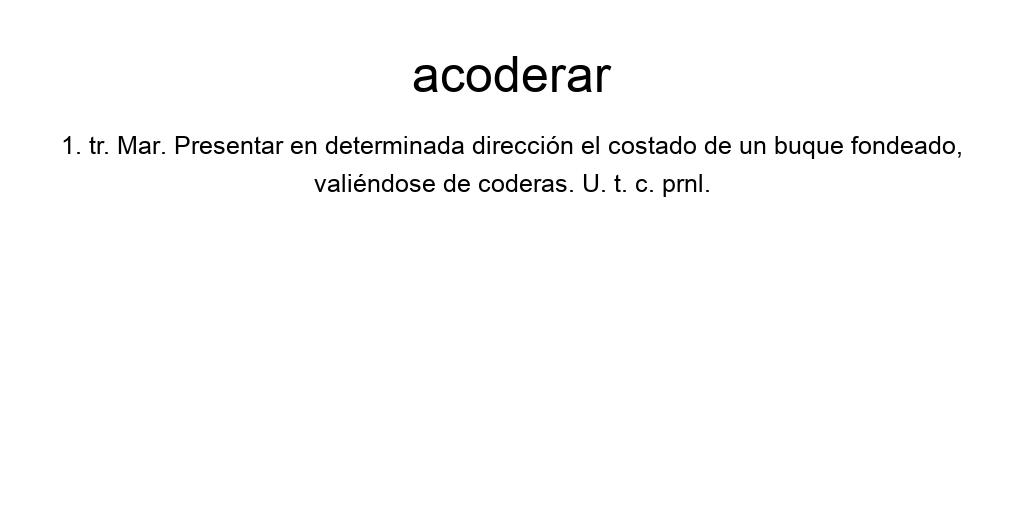 acoderar
1. tr. Mar. Presentar en determinada dirección el costado de un buque fondeado,
valiéndose de coderas. U. t. c. prnl.